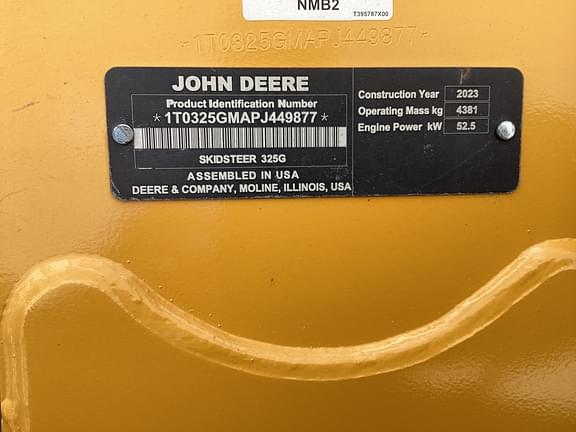 NMB2
T395787X00
*1T0325GMAPJ449877*
JOHN DEERE
Product Identification Number
*1T0325GMAPJ449877*
SKIDSTEER 325G
ASSEMBLED IN USA
DEERE & COMPANY, MOLINE, ILLINOIS, USA
Construction Year 2023
Operating Mass kg 4381
Engine Power kW 52.5